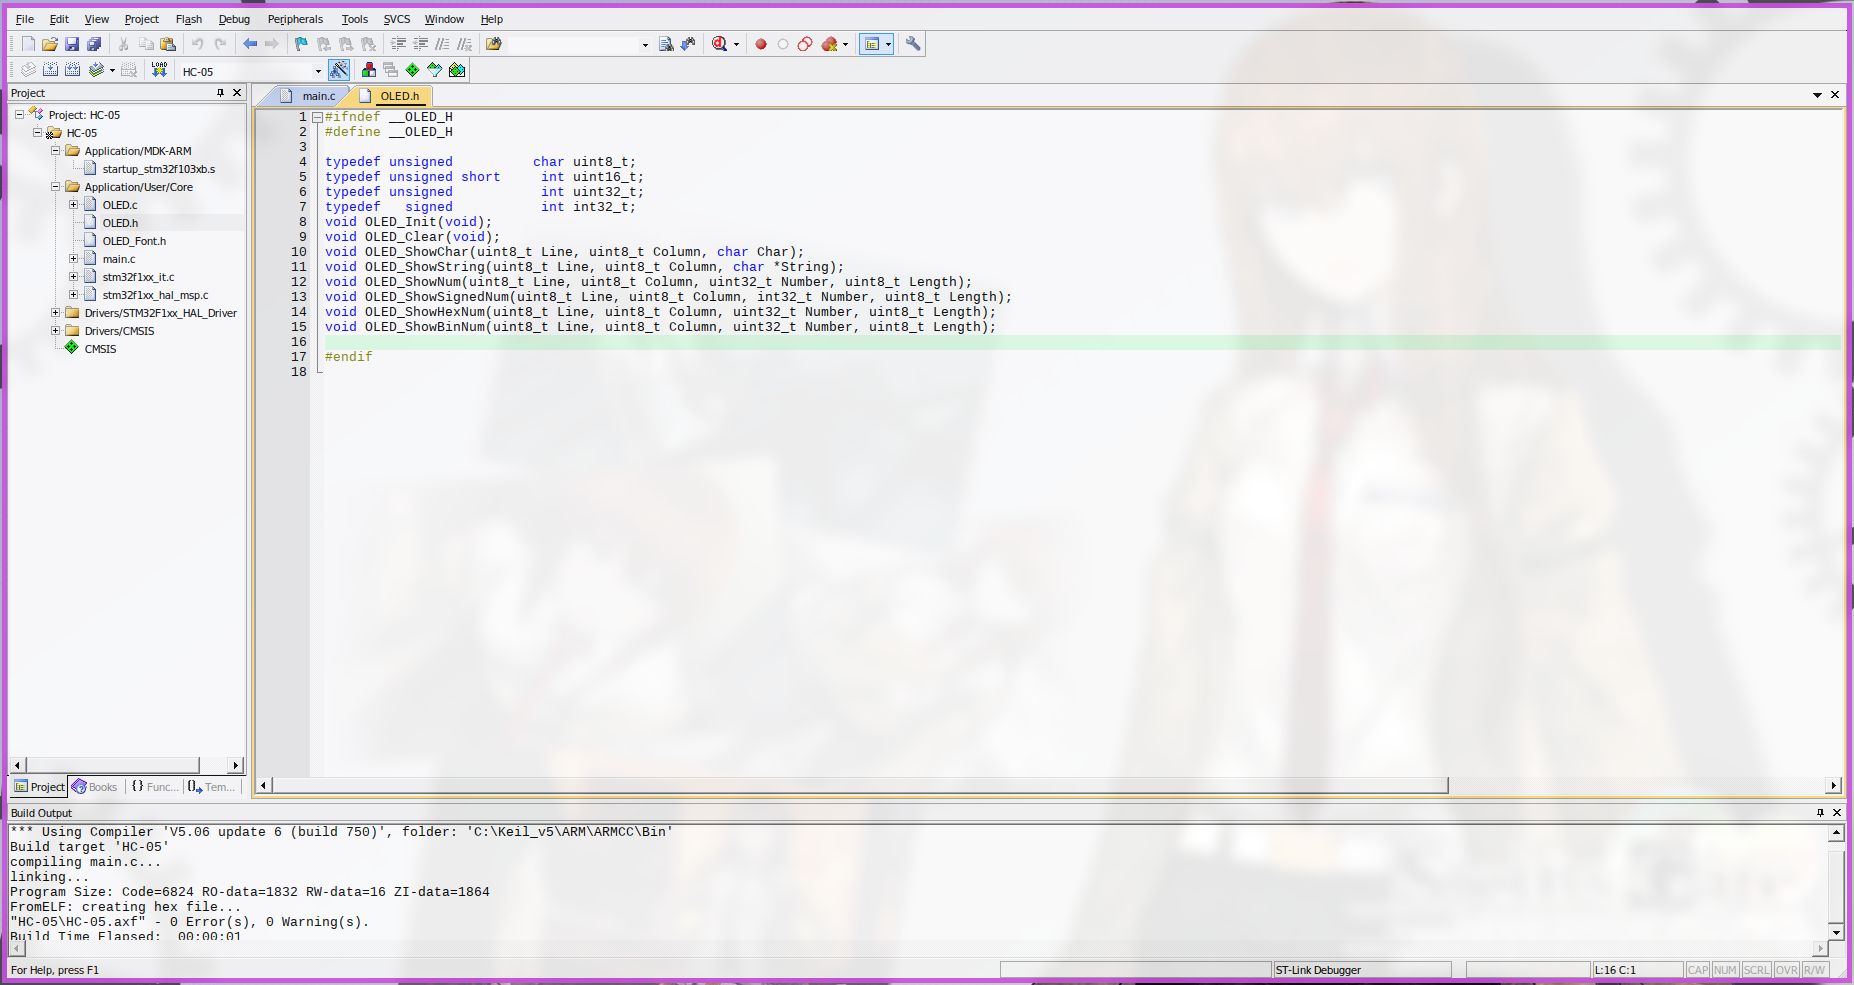 File Edit View Project Flash Debug Peripherals Tools SVCS Window Help
LOAD
HC-05
Project
main.c OLED.h
Project: HC-05
HC-05
Application/MDK-ARM
startup_stm32f103xb.s
Application/User/Core
OLED.c
OLED.h
OLED_Font.h
main.c
stm32f1xx_it.c
stm32f1xx_hal_msp.c
Drivers/STM32F1xx_HAL_Driver
Drivers/CMSIS
CMSIS
1 #ifndef __OLED_H
2 #define __OLED_H
3
4 typedef unsigned          char uint8_t;
5 typedef unsigned short     int uint16_t;
6 typedef unsigned           int uint32_t;
7 typedef   signed           int int32_t;
8 void OLED_Init(void);
9 void OLED_Clear(void);
10 void OLED_ShowChar(uint8_t Line, uint8_t Column, char Char);
11 void OLED_ShowString(uint8_t Line, uint8_t Column, char *String);
12 void OLED_ShowNum(uint8_t Line, uint8_t Column, uint32_t Number, uint8_t Length);
13 void OLED_ShowSignedNum(uint8_t Line, uint8_t Column, int32_t Number, uint8_t Length);
14 void OLED_ShowHexNum(uint8_t Line, uint8_t Column, uint32_t Number, uint8_t Length);
15 void OLED_ShowBinNum(uint8_t Line, uint8_t Column, uint32_t Number, uint8_t Length);
16
17 #endif
18
Project Books {} Func... Tem...
Build Output
*** Using Compiler 'V5.06 update 6 (build 750)', folder: 'C:\Keil_v5\ARM\ARMCC\Bin'
Build target 'HC-05'
compiling main.c...
linking...
Program Size: Code=6824 RO-data=1832 RW-data=16 ZI-data=1864
FromELF: creating hex file...
"HC-05\HC-05.axf" - 0 Error(s), 0 Warning(s).
Build Time Elapsed:  00:00:01
For Help, press F1 ST-Link Debugger L:16 C:1 CAP NUM SCRL OVR R/W